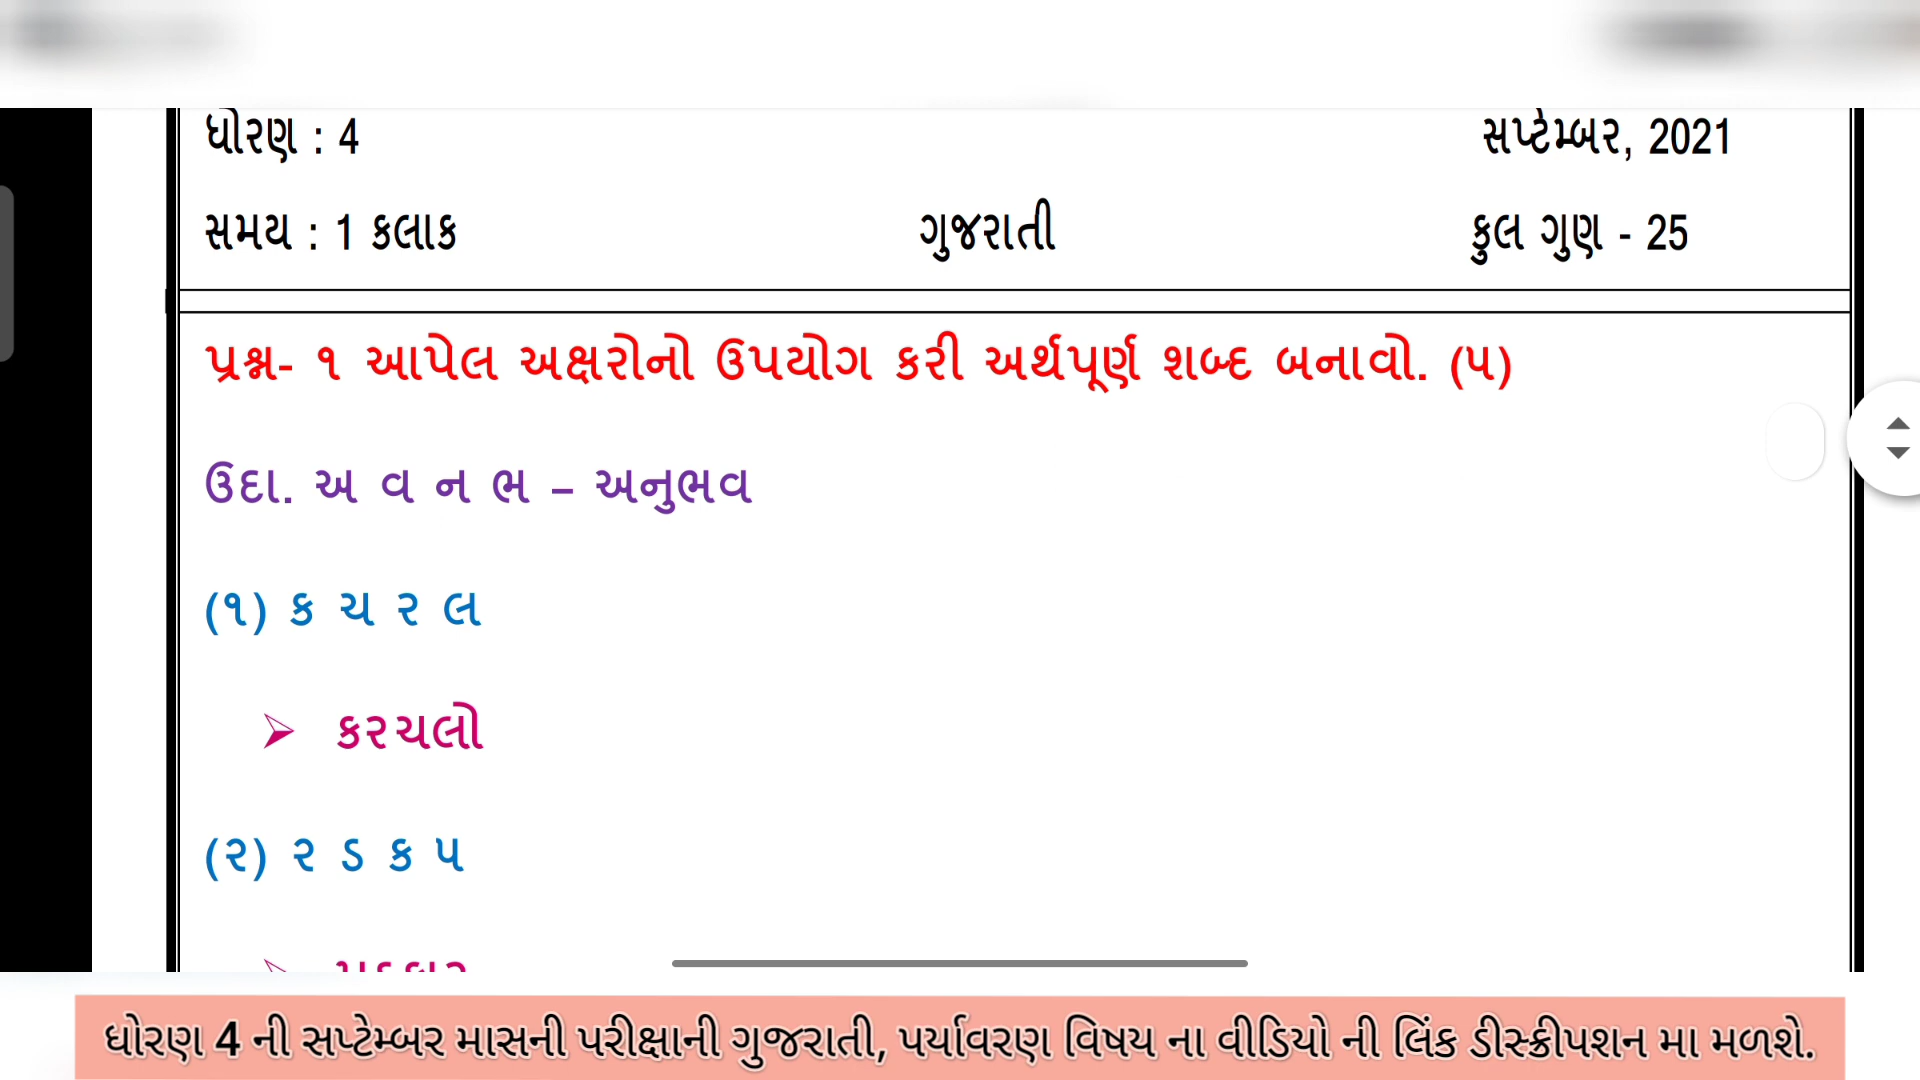 ધોરણ : 4 સપ્ટેમ્બર, 2021
સમય : 1 કલાક ગુજરાતી કુલ ગુણ - 25
પ્રશ્ન- ૧ આપેલ અક્ષરોનો ઉપયોગ કરી અર્થપૂર્ણ શબ્દ બનાવો. (૫)
ઉદા. અ વ ન ભ – અનુભવ
(૧) ક ચ ર લ
➢ કરચલો
(૨) ર ડ ક પ
ધોરણ 4 ની સપ્ટેમ્બર માસની પરીક્ષાની ગુજરાતી, પર્યાવરણ વિષય ના વીડિયો ની લિંક ડીસ્ક્રીપશન મા મળશે.